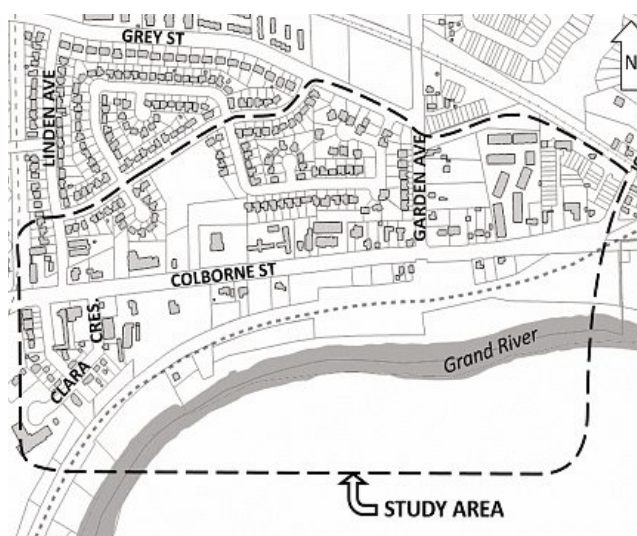 GREY ST
N
LINDEN AVE
GARDEN AVE
COLBORNE ST
CLARA CRES.
Grand River
STUDY AREA